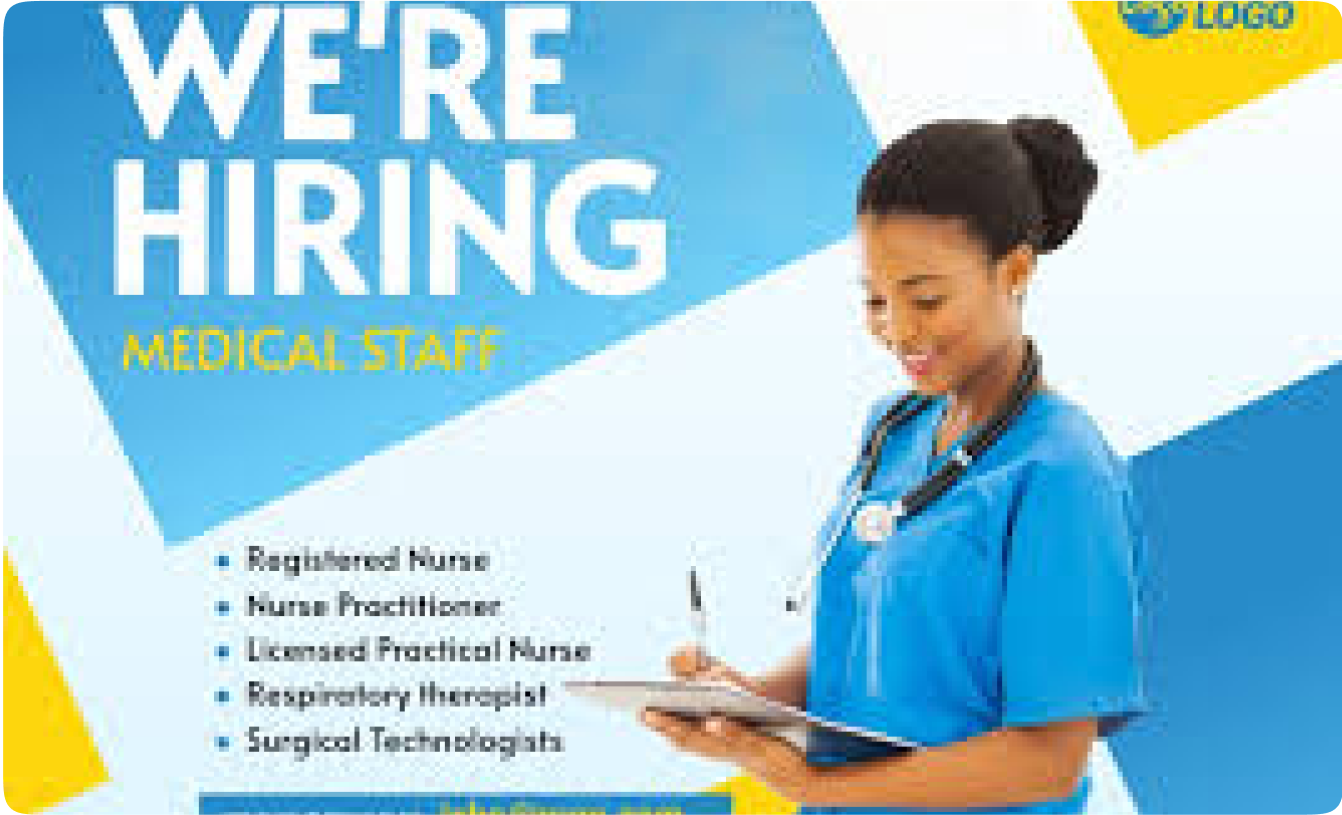 LOGO
WE'RE
HIRING
MEDICAL STAFF
• Registered Nurse
• Nurse Practitioner
• Licensed Practical Nurse
• Respiratory therapist
• Surgical Technologists